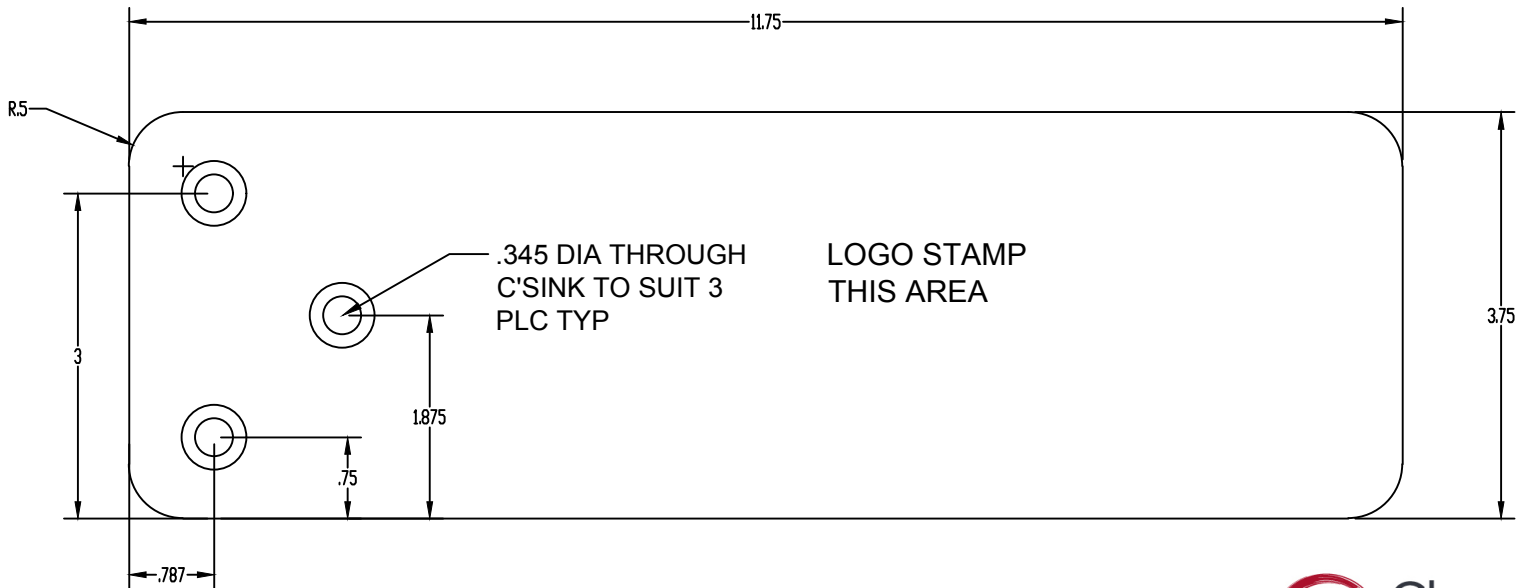 11.75
R.5
.345 DIA THROUGH
C'SINK TO SUIT 3
PLC TYP
LOGO STAMP
THIS AREA
3.75
3
1.875
.75
.787